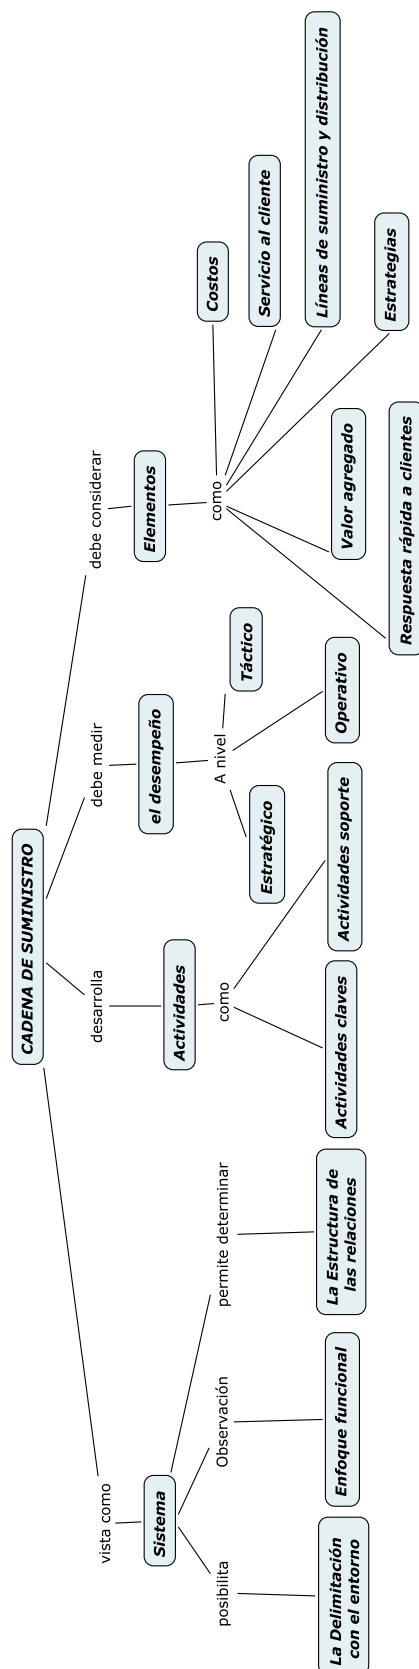 CADENA DE SUMINISTRO
vista como
desarrolla
debe medir
debe considerar
Sistema
Actividades
el desempeño
Elementos
posibilita
Observación
permite determinar
como
A nivel
como
La Delimitación
con el entorno
Enfoque funcional
La Estructura de
las relaciones
Actividades claves
Actividades soporte
Estratégico
Operativo
Táctico
Respuesta rápida a clientes
Valor agregado
Estrategias
Líneas de suministro y distribución
Servicio al cliente
Costos